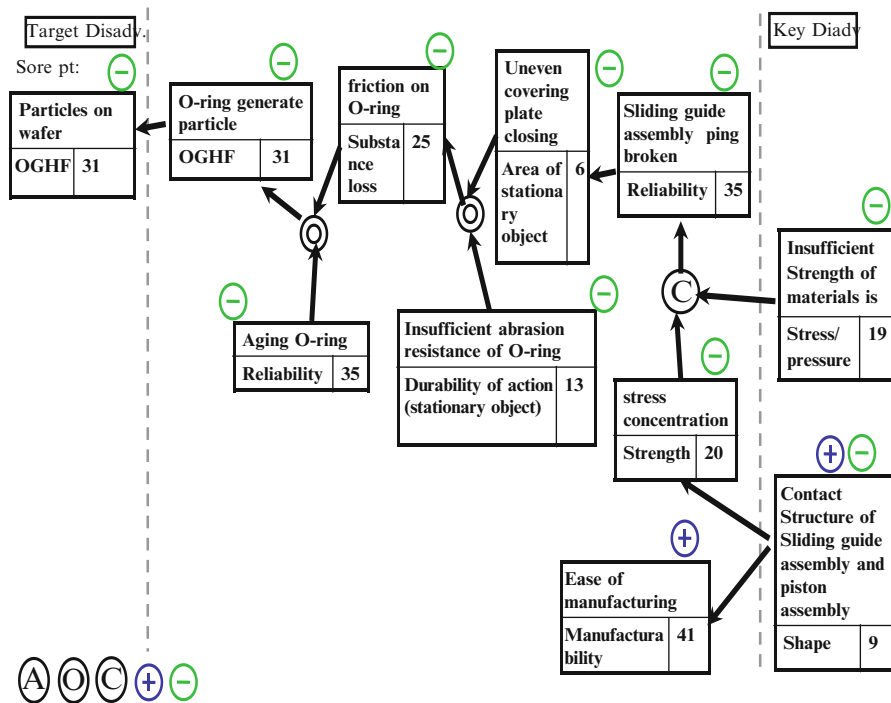 Target Disadv.
Key Diady
Sore pt:
−
Particles on
wafer
OGHF 31
−
O-ring generate
particle
OGHF 31
−
friction on
O-ring
Substa
nce
loss
25
−
Uneven
covering
plate
closing
Area of
stationa
ry
object
6
−
Sliding guide
assembly ping
broken
Reliability 35
−
Insufficient
Strength of
materials is
Stress/
pressure
19
C
−
Aging O-ring
Reliability 35
−
Insufficient abrasion
resistance of O-ring
Durability of action
(stationary object)
13
−
stress
concentration
Strength 20
+ −
Contact
Structure of
Sliding guide
assembly and
piston
assembly
Shape 9
+
Ease of
manufacturing
Manufactura
bility
41
A O C + −